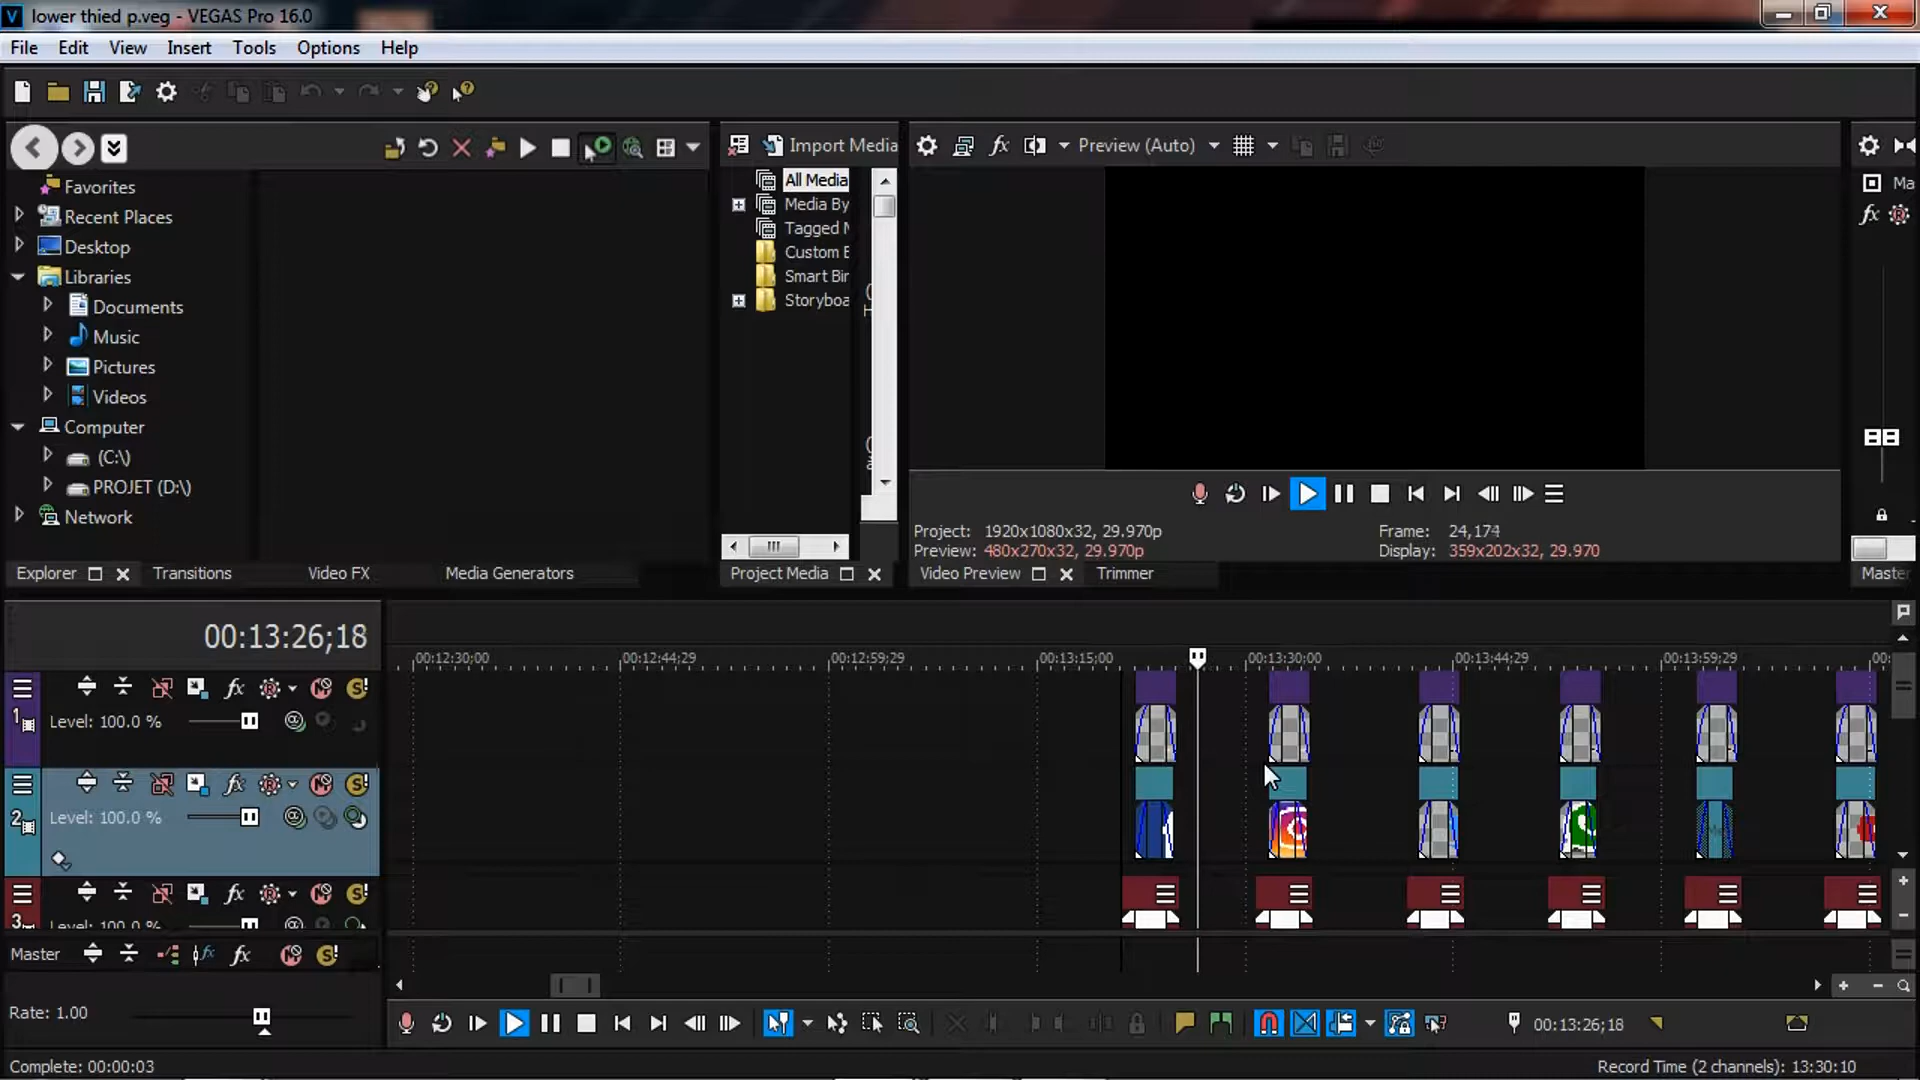 lower thied p.veg - VEGAS Pro 16.0
File Edit View Insert Tools Options Help
Import Media
Preview (Auto)
Favorites
Recent Places
Desktop
Libraries
Documents
Music
Pictures
Videos
Computer
(C:\)
PROJET (D:\)
Network
All Media
Media By
Tagged
Custom
Smart Bir
Storyboa
Ma
Project: 1920x1080x32, 29.970p
Frame: 24,174
Preview: 480x270x32, 29.970p
Display: 359x202x32, 29.970
Explorer
Transitions
Video FX
Media Generators
Project Media
Video Preview
Trimmer
Master
00:13:26;18
00:12:30;00 00:12:44;29 00:12:59;29 00:13:15;00 00:13:30;00 00:13:44;29 00:13:59;29 00:
1
Level: 100.0 %
2
Level: 100.0 %
3
Level: 100.0 %
Master
Rate: 1.00
00:13:26;18
Complete: 00:00:03
Record Time (2 channels): 13:30:10